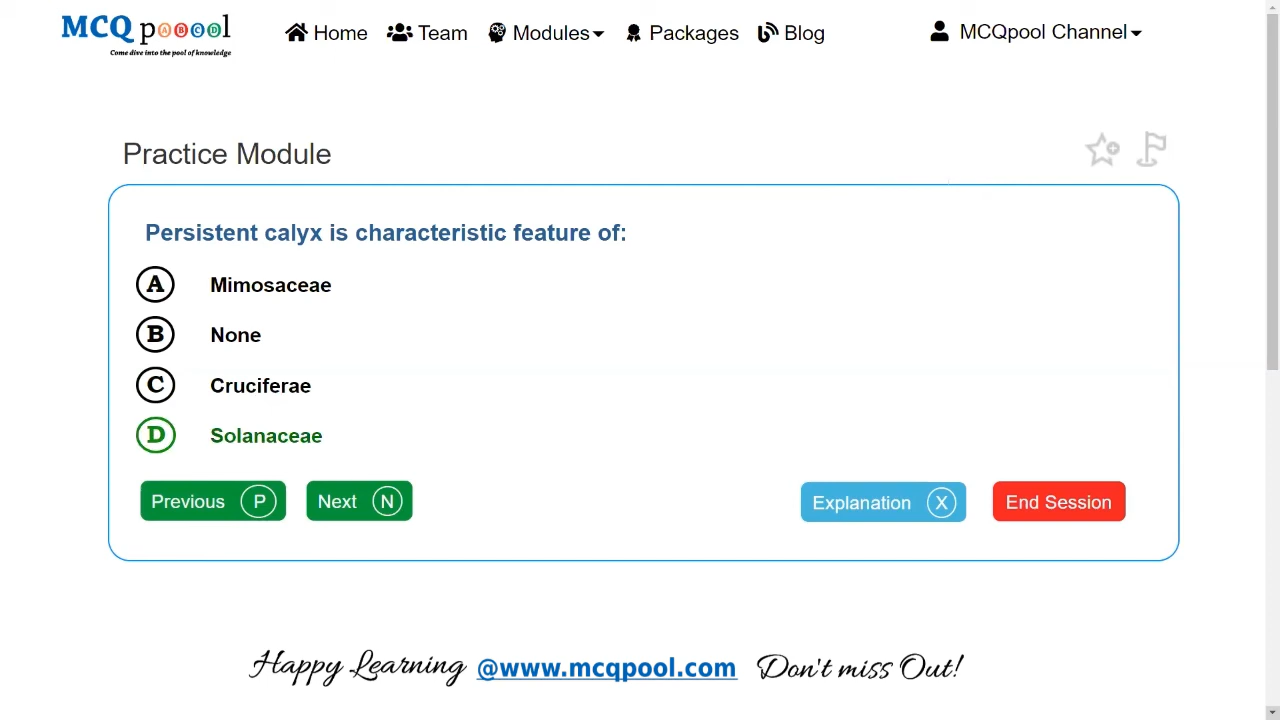 MCQ pool
A B C D
Come dive into the pool of knowledge
Home Team Modules Packages Blog MCQpool Channel
Practice Module
Persistent calyx is characteristic feature of:
A Mimosaceae
B None
C Cruciferae
D Solanaceae
Previous P Next N Explanation X End Session
Happy Learning @www.mcqpool.com Don't miss Out!